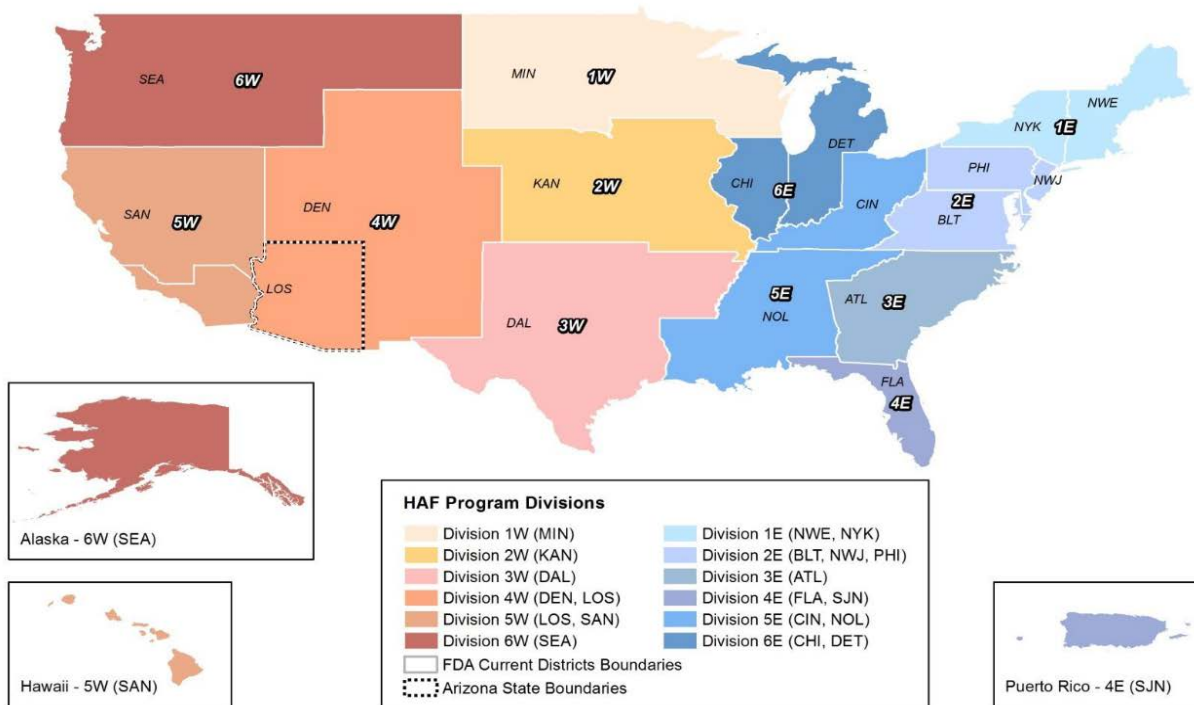 SEA
6W
MIN
1W
NWE
NYK
1E
DET
PHI
NWJ
KAN
2W
CHI
6E
CIN
2E
BLT
SAN
5W
DEN
4W
LOS
5E
NOL
ATL
3E
DAL
3W
FLA
4E
Alaska - 6W (SEA)
Hawaii - 5W (SAN)
HAF Program Divisions
Division 1W (MIN)
Division 2W (KAN)
Division 3W (DAL)
Division 4W (DEN, LOS)
Division 5W (LOS, SAN)
Division 6W (SEA)
FDA Current Districts Boundaries
Arizona State Boundaries
Division 1E (NWE, NYK)
Division 2E (BLT, NWJ, PHI)
Division 3E (ATL)
Division 4E (FLA, SJN)
Division 5E (CIN, NOL)
Division 6E (CHI, DET)
Puerto Rico - 4E (SJN)